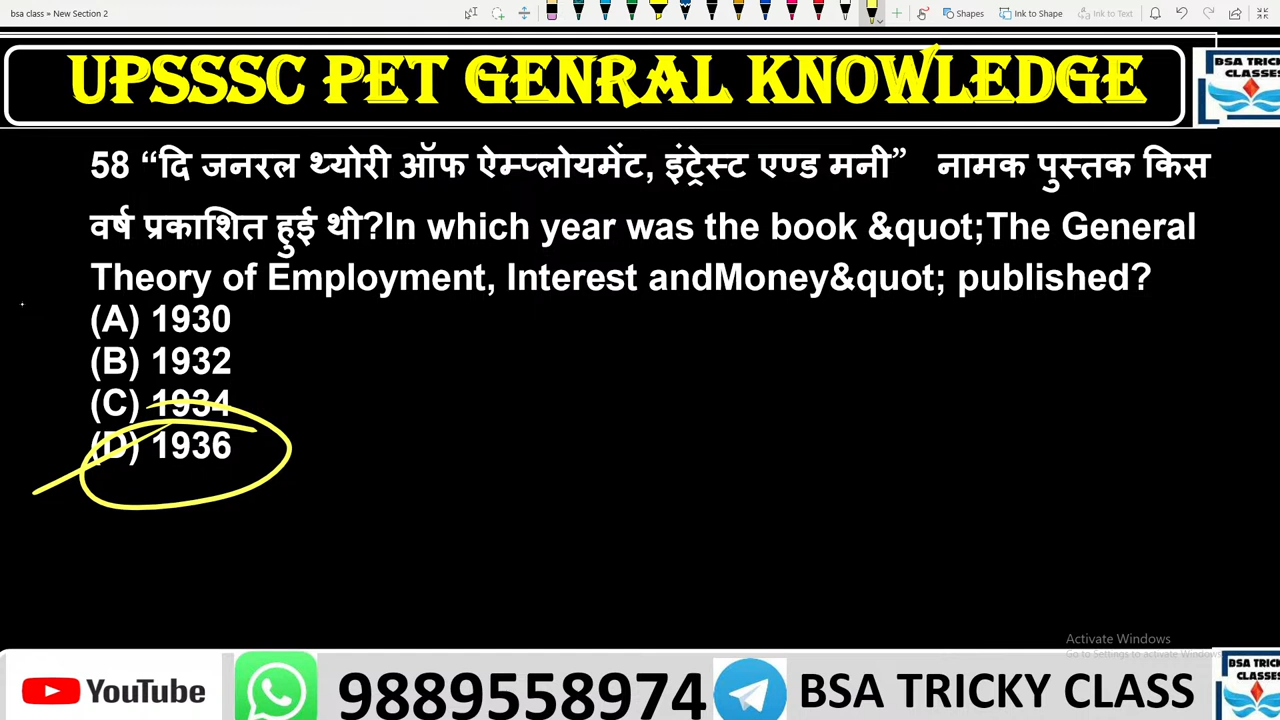 bsa class » New Section 2
Shapes
Ink to Shape
Ink to Text
UPSSSC PET GENRAL KNOWLEDGE
BSA TRICKY
CLASSES
58 “दि जनरल थ्योरी ऑफ ऐम्प्लोयमेंट, इंट्रेस्ट एण्ड मनी” नामक पुस्तक किस
वर्ष प्रकाशित हुई थी?In which year was the book &quot;The General
Theory of Employment, Interest andMoney&quot; published?
(A) 1930
(B) 1932
(C) 1934
(D) 1936
Activate Windows
Go to Settings to activate Windows.
YouTube
9889558974
BSA TRICKY CLASS
BSA TRICK
CLASSES